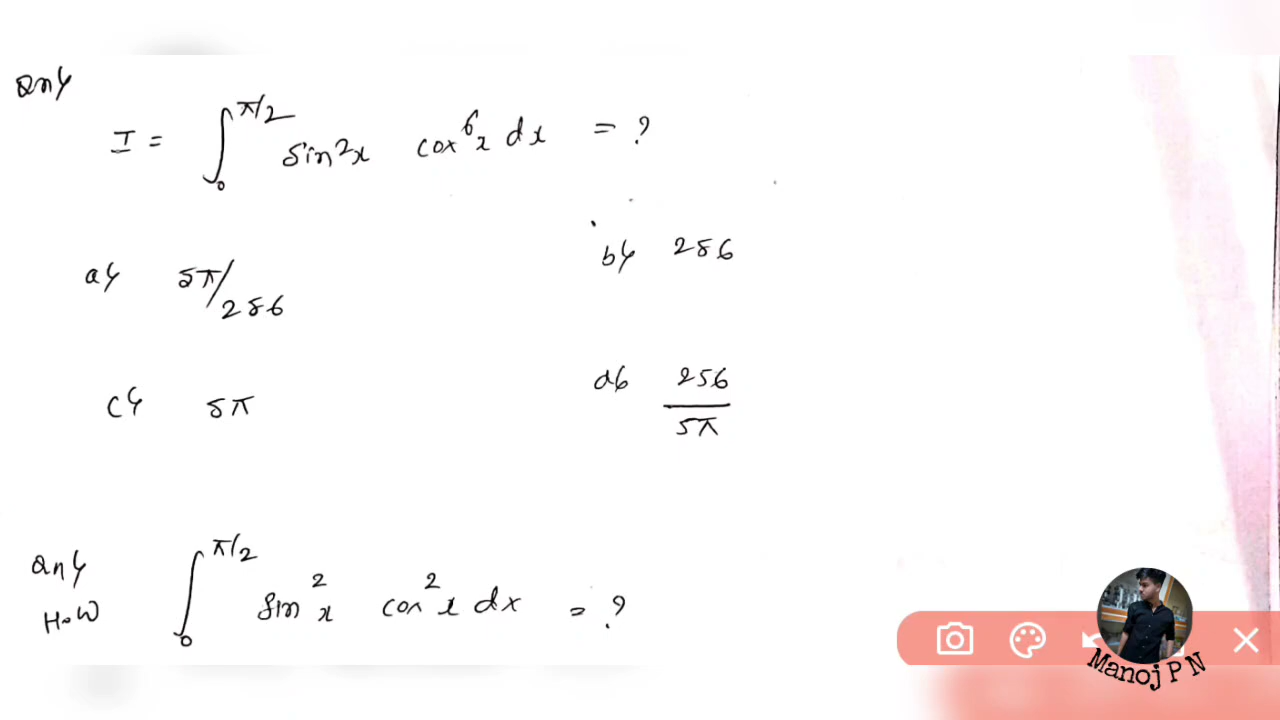 Qn)
I = ∫₀^π/2 sin²x cos⁶x dx = ?
a) 5π/256
b) 256
c) 5π
d) 256/5π
Qn)
H.W
∫₀^π/2 sin²x cos²x dx = ?
Manoj P N